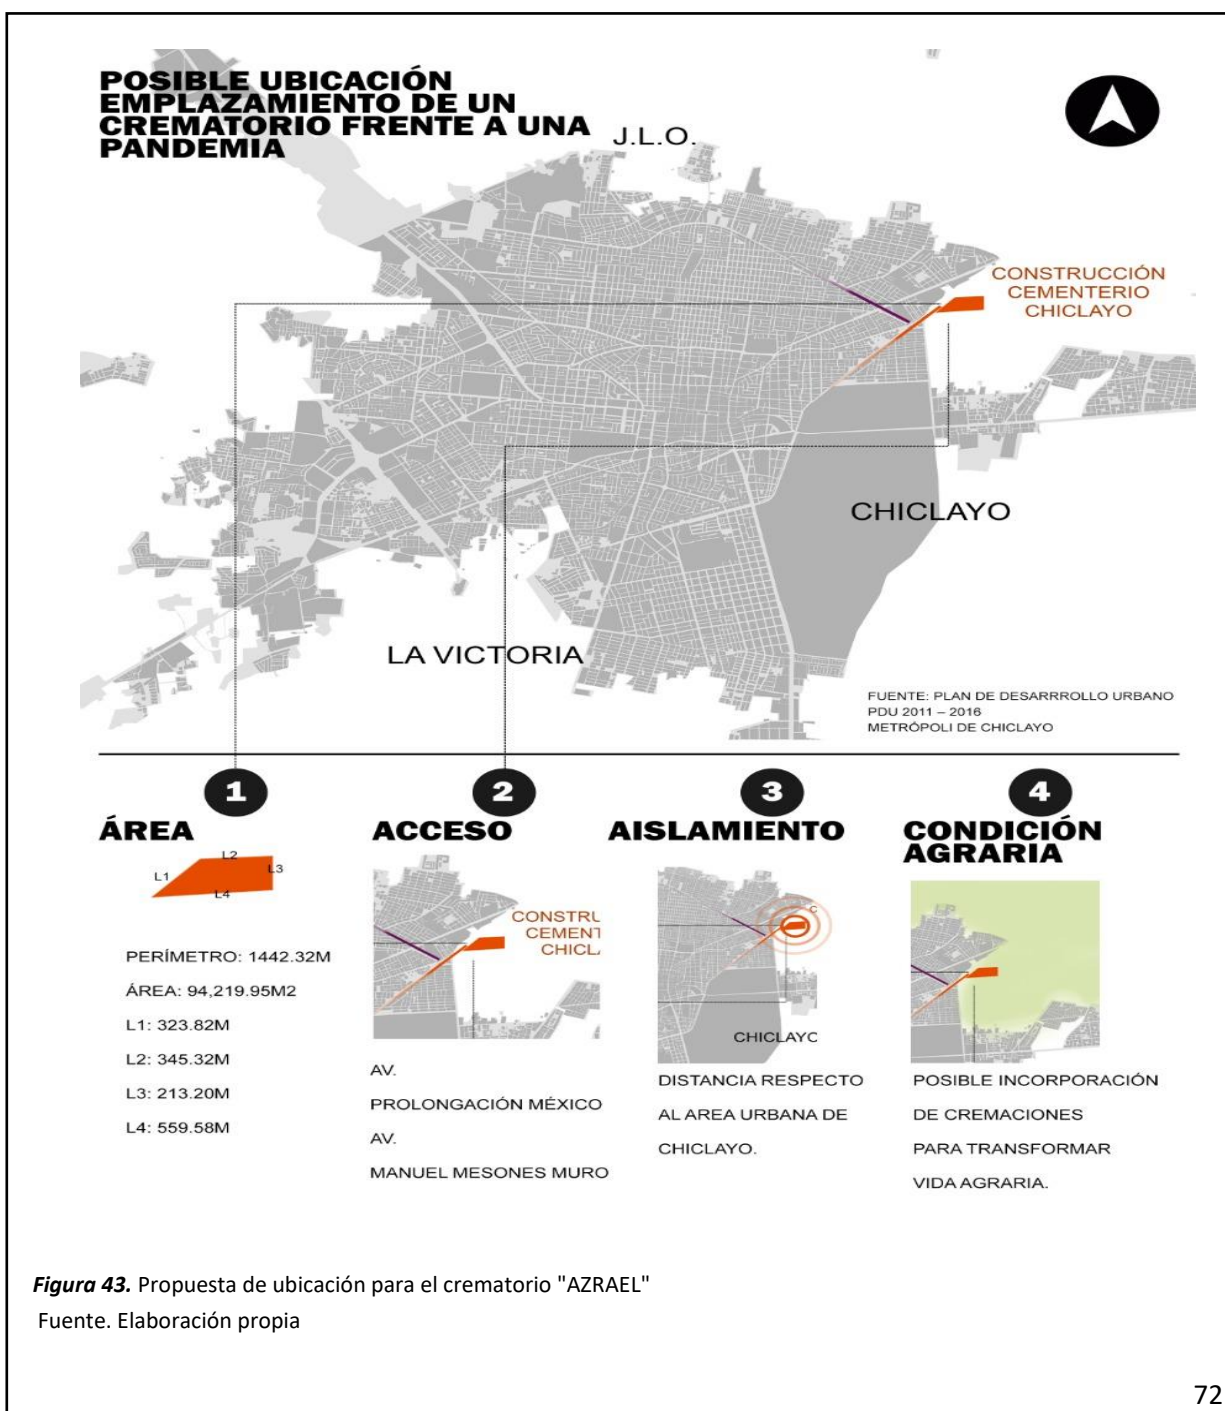 POSIBLE UBICACIÓN
EMPLAZAMIENTO DE UN
CREMATORIO FRENTE A UNA
PANDEMIA
J.L.O.
CONSTRUCCIÓN
CEMENTERIO
CHICLAYO
CHICLAYO
LA VICTORIA
FUENTE: PLAN DE DESARRROLLO URBANO
PDU 2011 – 2016
METRÓPOLI DE CHICLAYO
1
ÁREA
L1
L2
L3
L4
PERÍMETRO: 1442.32M
ÁREA: 94,219.95M2
L1: 323.82M
L2: 345.32M
L3: 213.20M
L4: 559.58M
2
ACCESO
CONSTRU
CEMENT
CHICL
AV.
PROLONGACIÓN MÉXICO
AV.
MANUEL MESONES MURO
3
AISLAMIENTO
C
CHICLAYO
DISTANCIA RESPECTO
AL AREA URBANA DE
CHICLAYO.
4
CONDICIÓN
AGRARIA
POSIBLE INCORPORACIÓN
DE CREMACIONES
PARA TRANSFORMAR
VIDA AGRARIA.
Figura 43. Propuesta de ubicación para el crematorio "AZRAEL"
Fuente. Elaboración propia
72